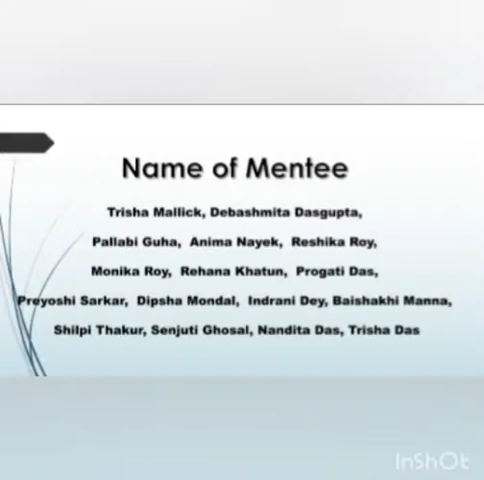 Name of Mentee
Trisha Mallick, Debashmita Dasgupta,
Pallabi Guha, Anima Nayek, Reshika Roy,
Monika Roy, Rehana Khatun, Progati Das,
Preyoshi Sarkar, Dipsha Mondal, Indrani Dey, Baishakhi Manna,
Shilpi Thakur, Senjuti Ghosal, Nandita Das, Trisha Das
InShOt